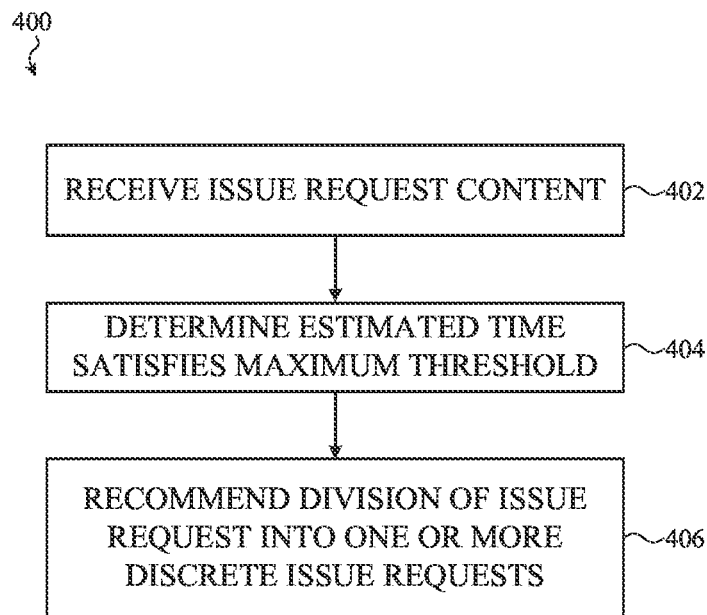 400
RECEIVE ISSUE REQUEST CONTENT
402
DETERMINE ESTIMATED TIME
SATISFIES MAXIMUM THRESHOLD
404
RECOMMEND DIVISION OF ISSUE
REQUEST INTO ONE OR MORE
DISCRETE ISSUE REQUESTS
406